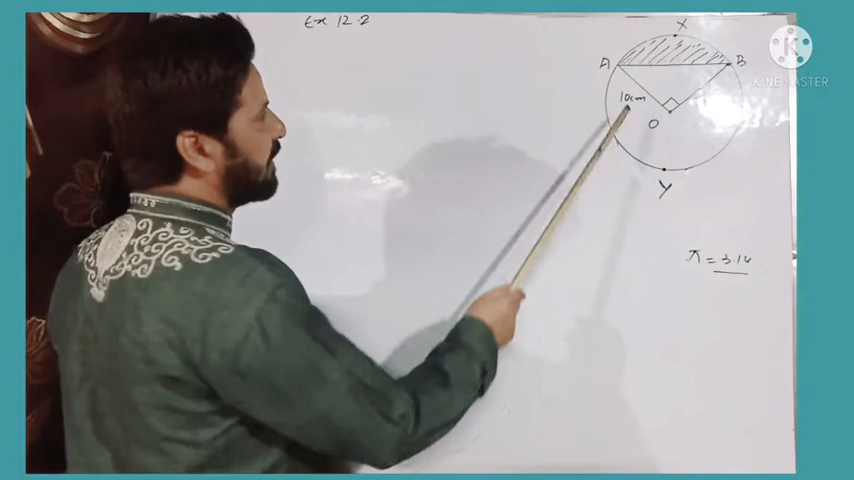 Ex 12.2
X
A
B
10cm
O
Y
π = 3.14
K
KINEMASTER